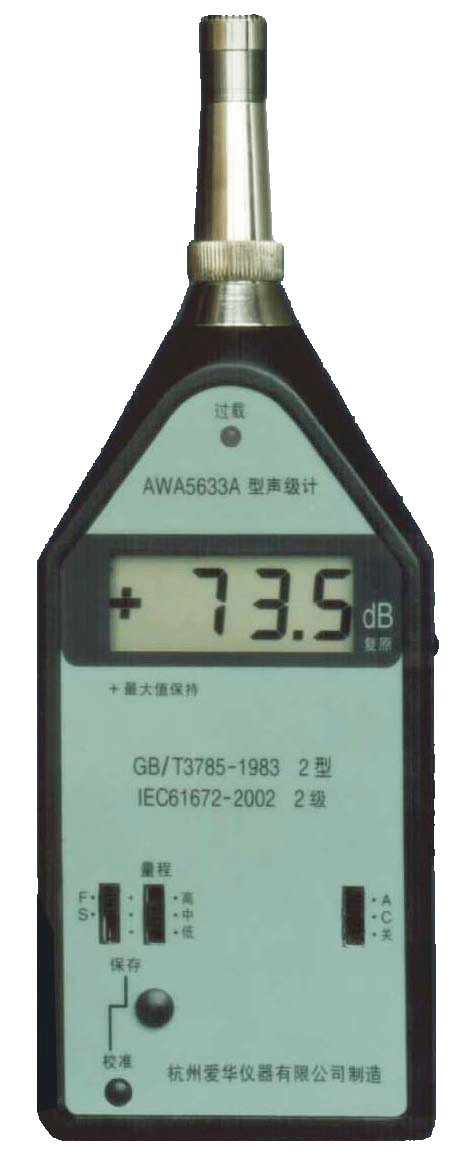 过载
AWA5633A 型声级计
+ 73.5 dB
复原
+最大值保持
GB/T3785-1983 2型
IEC61672-2002 2级
量程
F 高 A
S 中 C
低 关
保存
校准
杭州爱华仪器有限公司制造